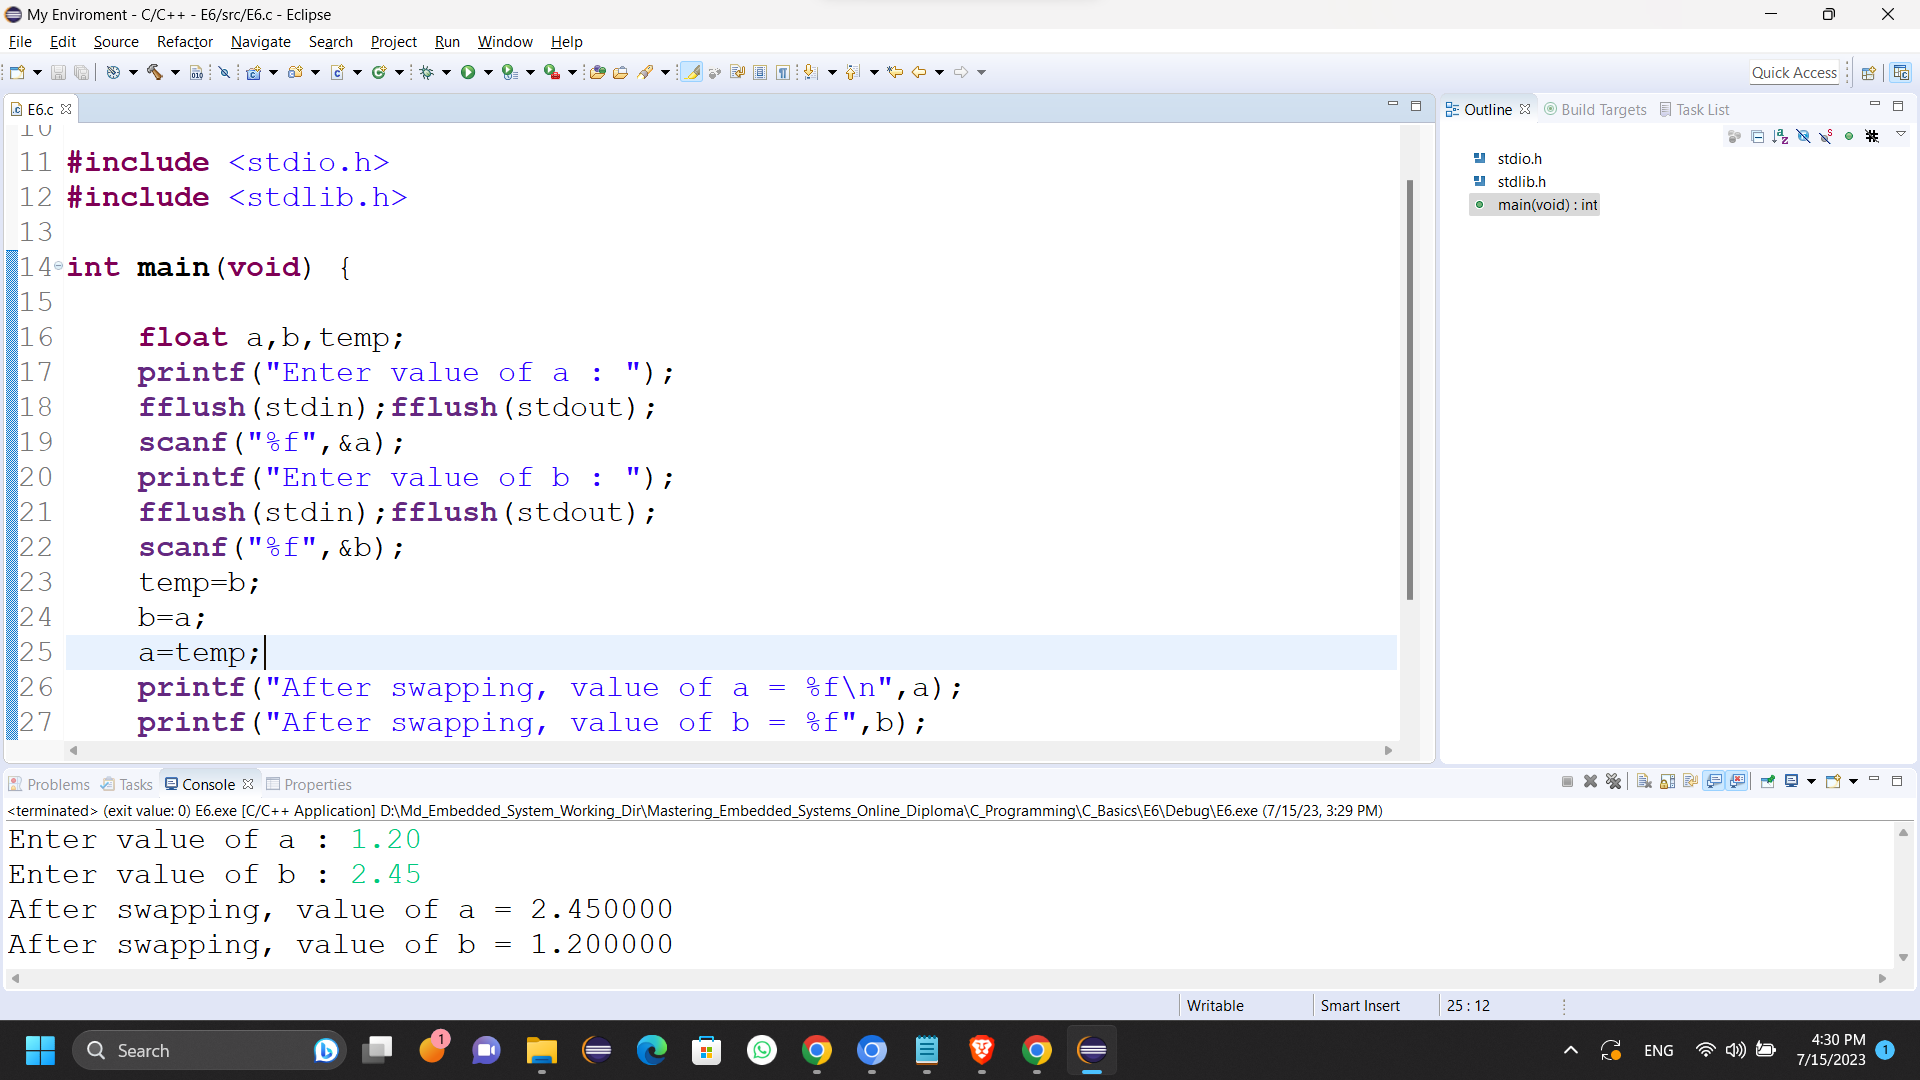 My Enviroment - C/C++ - E6/src/E6.c - Eclipse
File Edit Source Refactor Navigate Search Project Run Window Help
Quick Access
E6.c
Outline Build Targets Task List
stdio.h
stdlib.h
main(void) : int
10
11 #include <stdio.h>
12 #include <stdlib.h>
13
14 int main(void) {
15
16 float a,b,temp;
17 printf("Enter value of a : ");
18 fflush(stdin);fflush(stdout);
19 scanf("%f",&a);
20 printf("Enter value of b : ");
21 fflush(stdin);fflush(stdout);
22 scanf("%f",&b);
23 temp=b;
24 b=a;
25 a=temp;
26 printf("After swapping, value of a = %f\n",a);
27 printf("After swapping, value of b = %f",b);
Problems Tasks Console Properties
<terminated> (exit value: 0) E6.exe [C/C++ Application] D:\Md_Embedded_System_Working_Dir\Mastering_Embedded_Systems_Online_Diploma\C_Programming\C_Basics\E6\Debug\E6.exe (7/15/23, 3:29 PM)
Enter value of a : 1.20
Enter value of b : 2.45
After swapping, value of a = 2.450000
After swapping, value of b = 1.200000
Writable Smart Insert 25 : 12
Search 1 ENG 4:30 PM 1
7/15/2023